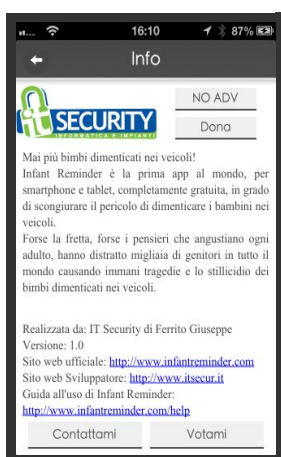 16:10
87%
Info
it SECURITY
INFORMATICA E IMPIANTI
NO ADV
Dona
Mai più bimbi dimenticati nei veicoli!
Infant Reminder è la prima app al mondo, per
smartphone e tablet, completamente gratuita, in grado
di scongiurare il pericolo di dimenticare i bambini nei
veicoli.
Forse la fretta, forse i pensieri che angustiano ogni
adulto, hanno distratto migliaia di genitori in tutto il
mondo causando immani tragedie e lo stillicidio dei
bimbi dimenticati nei veicoli.
Realizzata da: IT Security di Ferrito Giuseppe
Versione: 1.0
Sito web ufficiale: http://www.infantreminder.com
Sito web Sviluppatore: http://www.itsecur.it
Guida all'uso di Infant Reminder:
http://www.infantreminder.com/help
Contattami
Votami